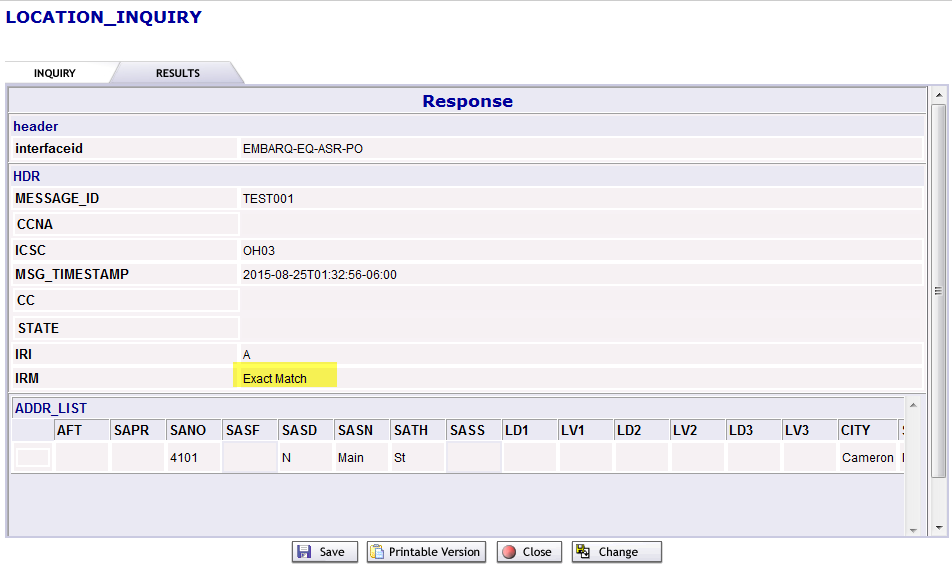 LOCATION_INQUIRY
INQUIRY RESULTS
Response
header
interfaceid EMBARQ-EQ-ASR-PO
HDR
MESSAGE_ID TEST001
CCNA
ICSC OH03
MSG_TIMESTAMP 2015-08-25T01:32:56-06:00
CC
STATE
IRI A
IRM Exact Match
ADDR_LIST
AFT SAPR SANO SASF SASD SASN SATH SASS LD1 LV1 LD2 LV2 LD3 LV3 CITY
4101 N Main St Cameron
Save Printable Version Close Change